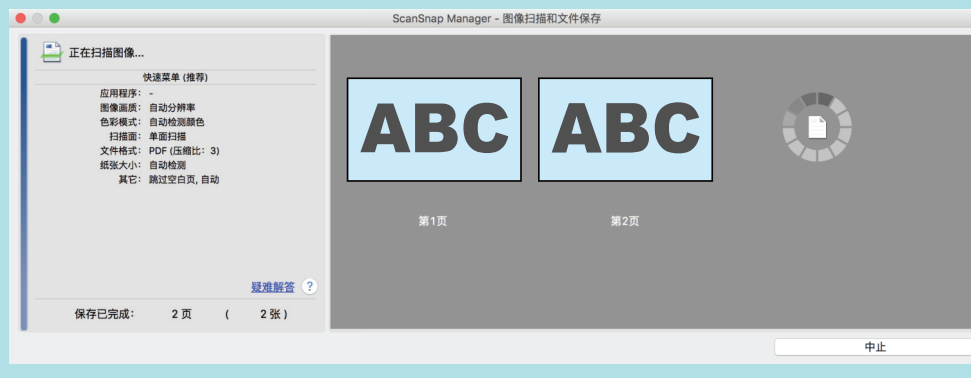 ScanSnap Manager - 图像扫描和文件保存
正在扫描图像...
快速菜单 (推荐)
应用程序： -
图像画质： 自动分辨率
色彩模式： 自动检测颜色
扫描面： 单面扫描
文件格式： PDF (压缩比：3)
纸张大小： 自动检测
其它： 跳过空白页, 自动
疑难解答 ?
保存已完成： 2 页 ( 2 张 )
ABC
ABC
第1页
第2页
中止